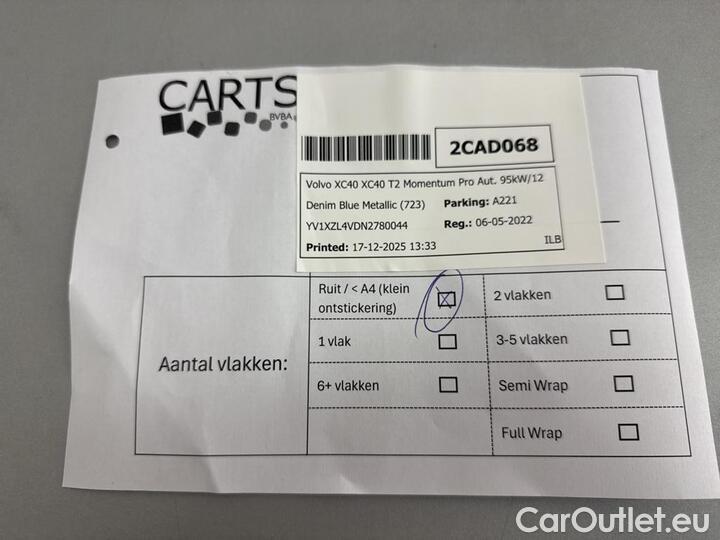 CARTS
BVBA
2CAD068
Volvo XC40 XC40 T2 Momentum Pro Aut. 95kW/12
Denim Blue Metallic (723) Parking: A221
YV1XZL4VDN2780044 Reg.: 06-05-2022
Printed: 17-12-2025 13:33 ILB
Aantal vlakken:
Ruit / < A4 (klein
ontstickering)
2 vlakken
1 vlak
3-5 vlakken
6+ vlakken
Semi Wrap
Full Wrap
CarOutlet.eu